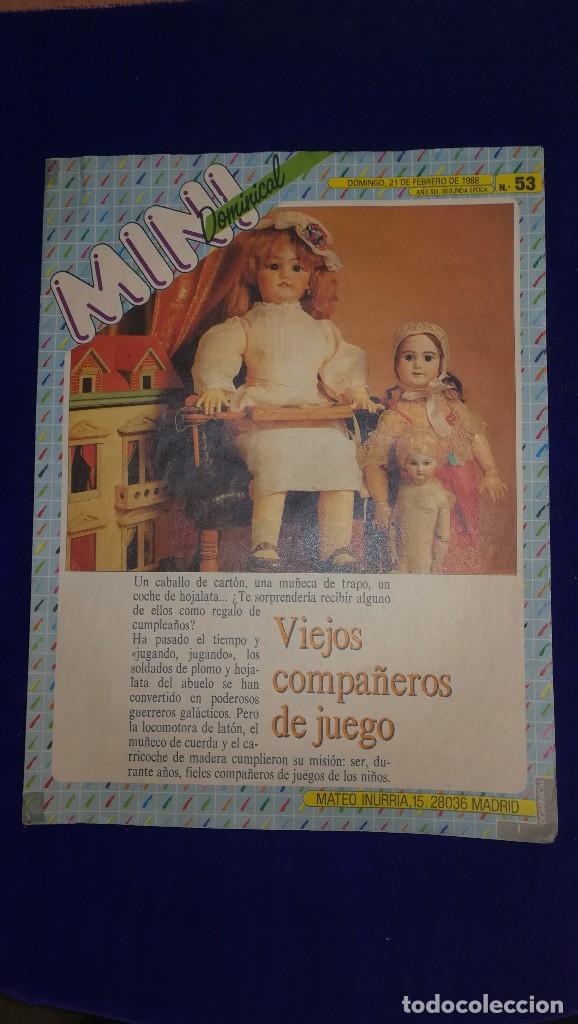 MINI
Dominical
DOMINGO, 21 DE FEBRERO DE 1988
AÑO XIII. SEGUNDA EPOCA
N.º 53
Un caballo de cartón, una muñeca de trapo, un
coche de hojalata... ¿Te sorprendería recibir alguno
de ellos como regalo de
cumpleaños?
Ha pasado el tiempo y
«jugando, jugando», los
soldados de plomo y hoja-
lata del abuelo se han
convertido en poderosos
guerreros galácticos. Pero
la locomotora de latón, el
muñeco de cuerda y el ca-
rricoche de madera cumplieron su misión: ser, du-
rante años, fieles compañeros de juegos de los niños.
Viejos
compañeros
de juego
MATEO INURRIA, 15. 28036 MADRID
DOMINICAL
todocoleccion